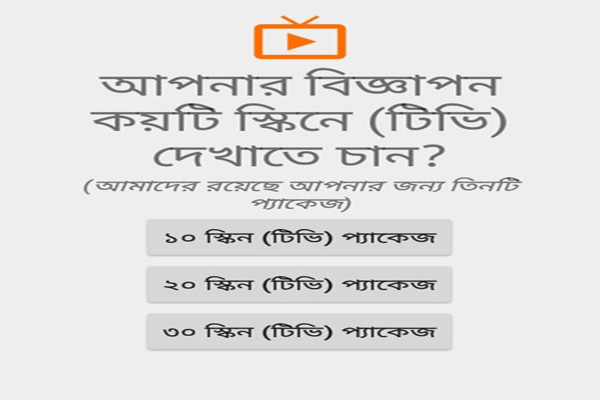 আপনার বিজ্ঞাপন
কয়টি স্কিনে (টিভি)
দেখাতে চান?
(আমাদের রয়েছে আপনার জন্য তিনটি
প্যাকেজ)
১০ স্কিন (টিভি) প্যাকেজ
২০ স্কিন (টিভি) প্যাকেজ
৩০ স্কিন (টিভি) প্যাকেজ